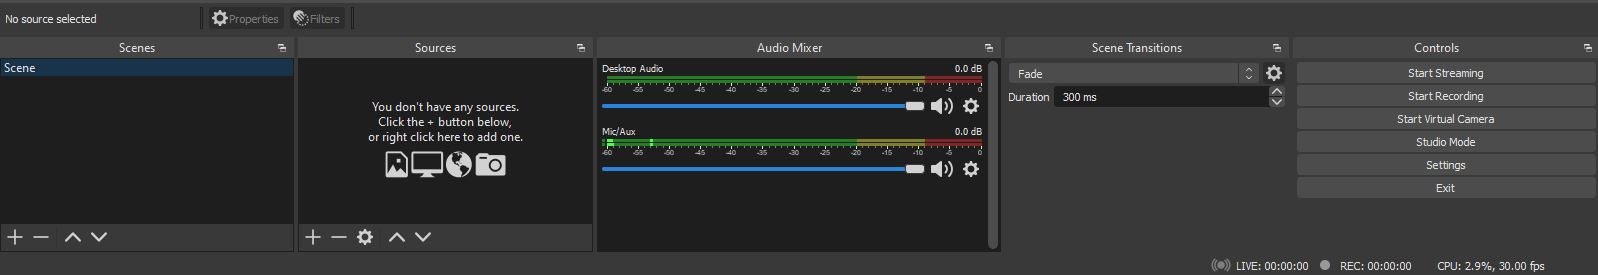 No source selected
Properties
Filters
Scenes
Scene
Sources
You don't have any sources.
Click the + button below,
or right click here to add one.
Audio Mixer
Desktop Audio 0.0 dB
-60 -55 -50 -45 -40 -35 -30 -25 -20 -15 -10 -5 0
Mic/Aux 0.0 dB
-60 -55 -50 -45 -40 -35 -30 -25 -20 -15 -10 -5 0
Scene Transitions
Fade
Duration 300 ms
Controls
Start Streaming
Start Recording
Start Virtual Camera
Studio Mode
Settings
Exit
LIVE: 00:00:00 REC: 00:00:00 CPU: 2.9%, 30.00 fps